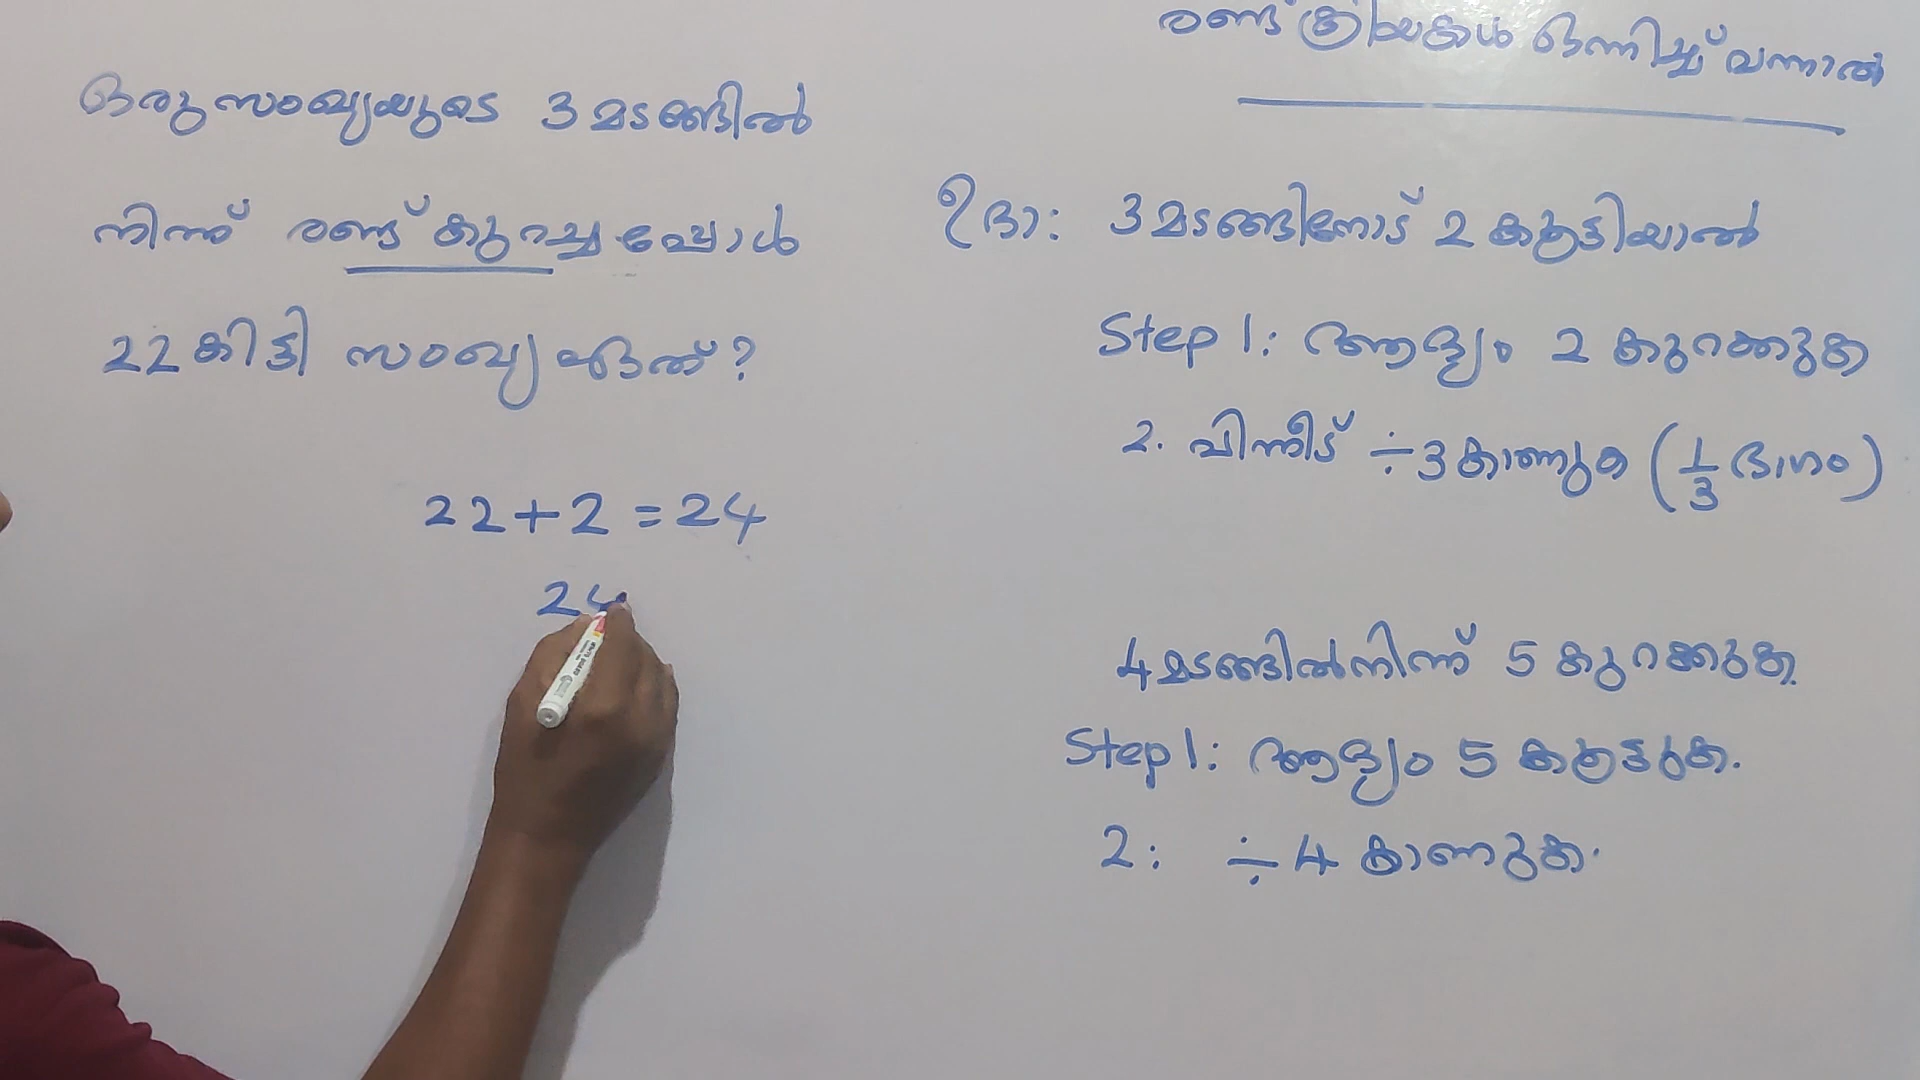 ഒരു സംഖ്യയുടെ 3 മടങ്ങിൽ
നിന്ന് രണ്ട് കുറച്ചപ്പോൾ
22 കിട്ടി സംഖ്യ ഏത്?
22+2 = 24
24
രണ്ട് ക്രിയകൾ ഒന്നിച്ച് വന്നാൽ
ഉദാ: 3 മടങ്ങിനോട് 2 കൂട്ടിയാൽ
Step 1: ആദ്യം 2 കുറക്കുക
2. പിന്നീട് ÷3 കാണുക (1/3 ഭാഗം)
4 മടങ്ങിൽനിന്ന് 5 കുറക്കുക.
Step 1: ആദ്യം 5 കൂട്ടുക.
2: ÷4 കാണുക.